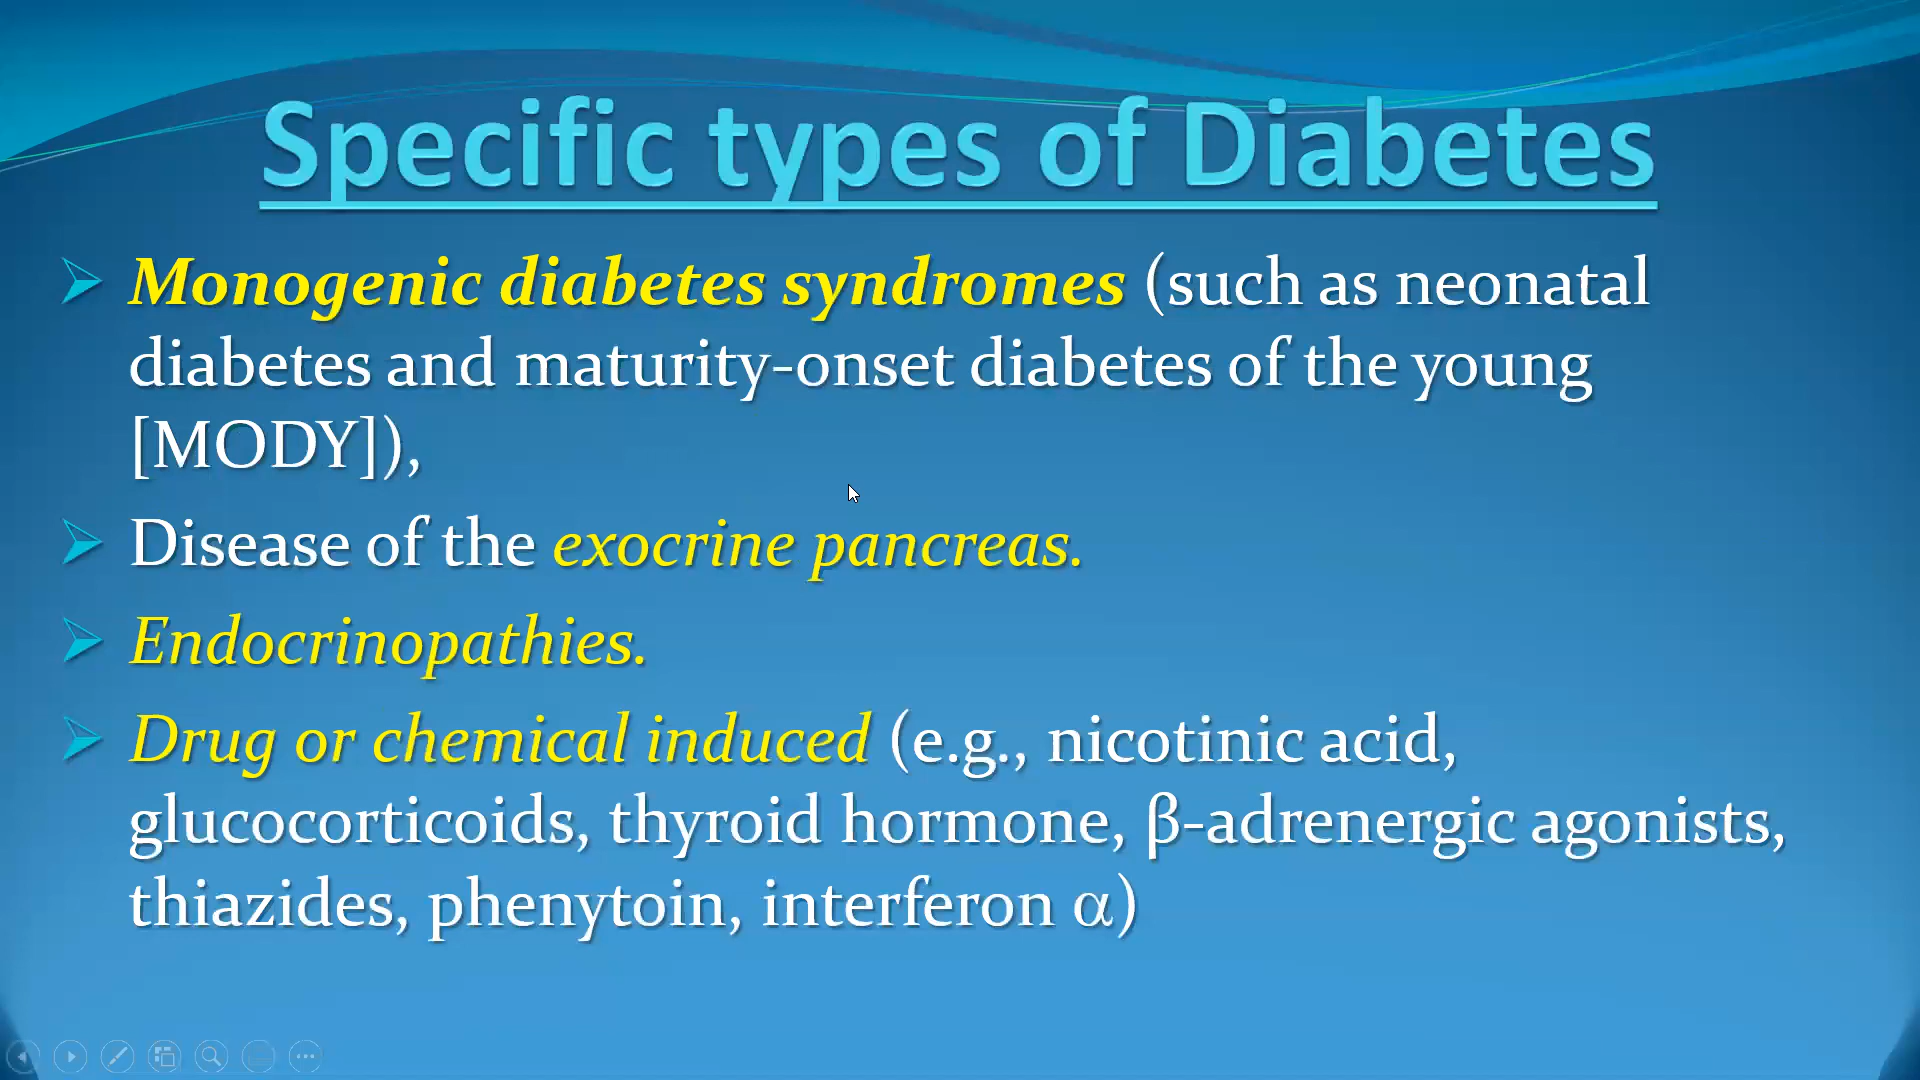 Specific types of Diabetes
Monogenic diabetes syndromes (such as neonatal
diabetes and maturity-onset diabetes of the young
[MODY]),
Disease of the exocrine pancreas.
Endocrinopathies.
Drug or chemical induced (e.g., nicotinic acid,
glucocorticoids, thyroid hormone, β-adrenergic agonists,
thiazides, phenytoin, interferon α)